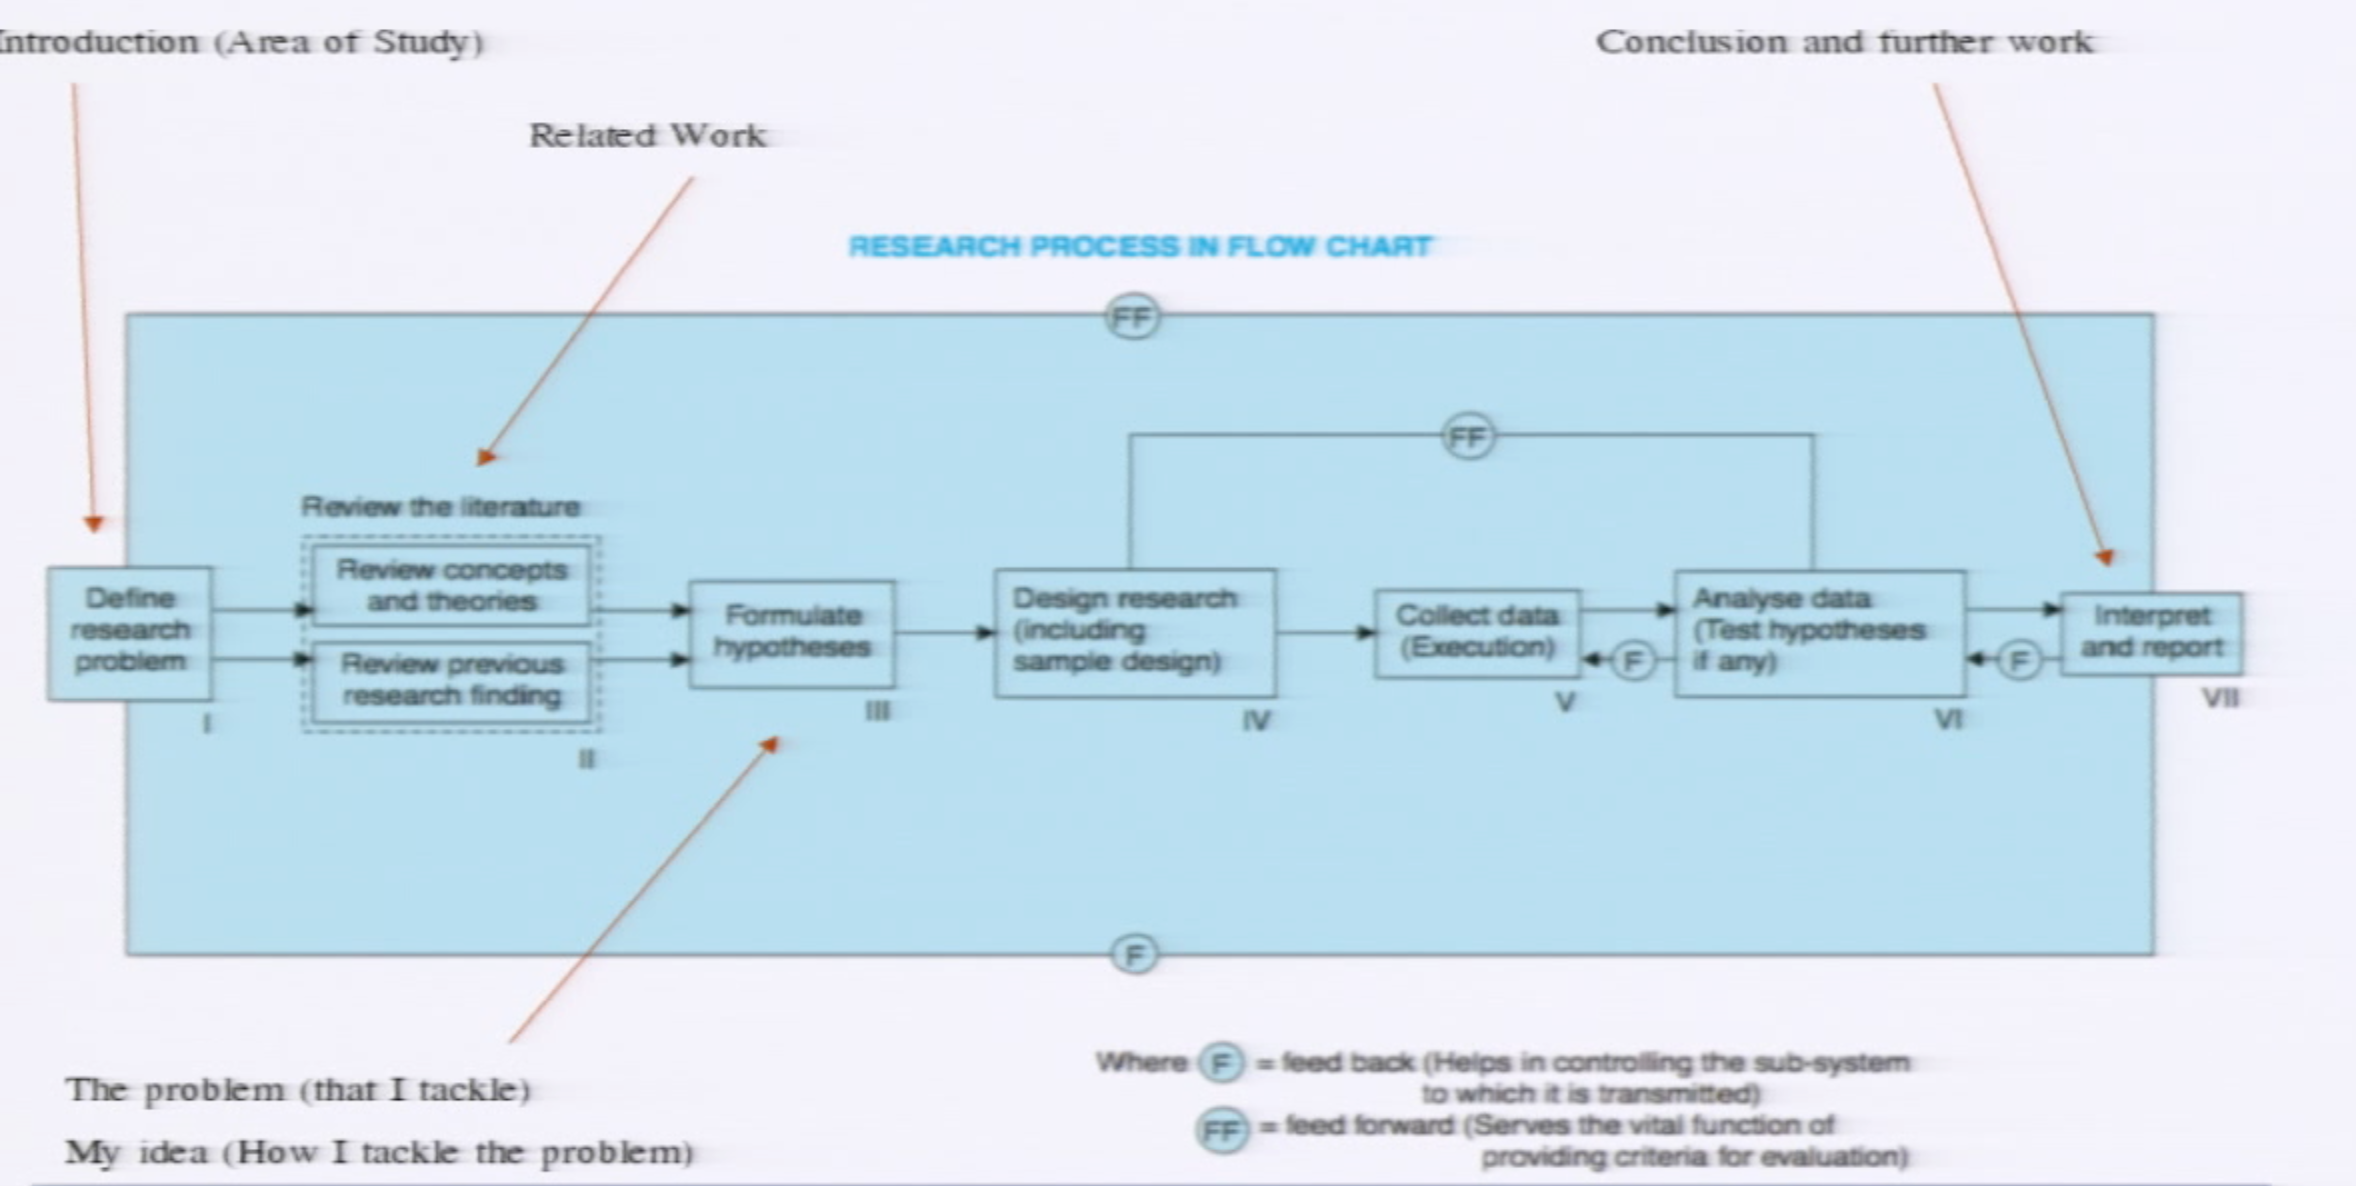 Introduction (Area of Study)
Conclusion and further work
Related Work
RESEARCH PROCESS IN FLOW CHART
FF
FF
Review the literature
Define
research
problem
I
Review concepts
and theories
Review previous
research finding
II
Formulate
hypotheses
III
Design research
(including
sample design)
IV
Collect data
(Execution)
V
F
Analyse data
(Test hypotheses
if any)
VI
F
Interpret
and report
VII
F
The problem (that I tackle)
My idea (How I tackle the problem)
Where F = feed back (Helps in controlling the sub-system
to which it is transmitted)
FF = feed forward (Serves the vital function of
providing criteria for evaluation)